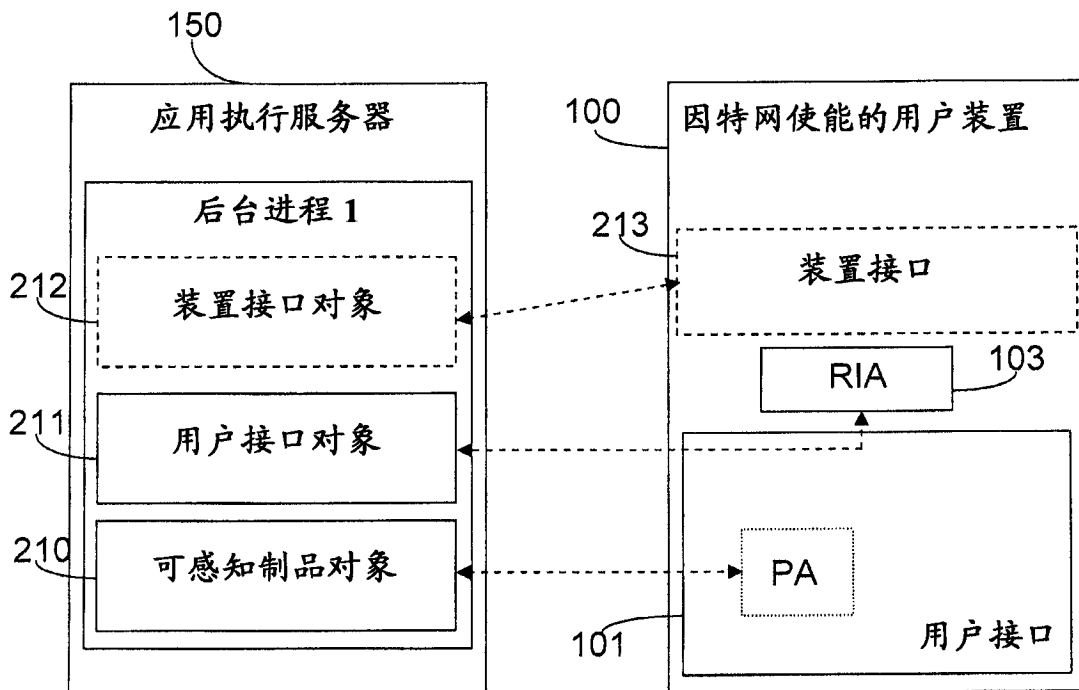 150
应用执行服务器
后台进程 1
212
装置接口对象
211
用户接口对象
210
可感知制品对象
100
因特网使能的用户装置
213
装置接口
RIA
103
PA
101
用户接口